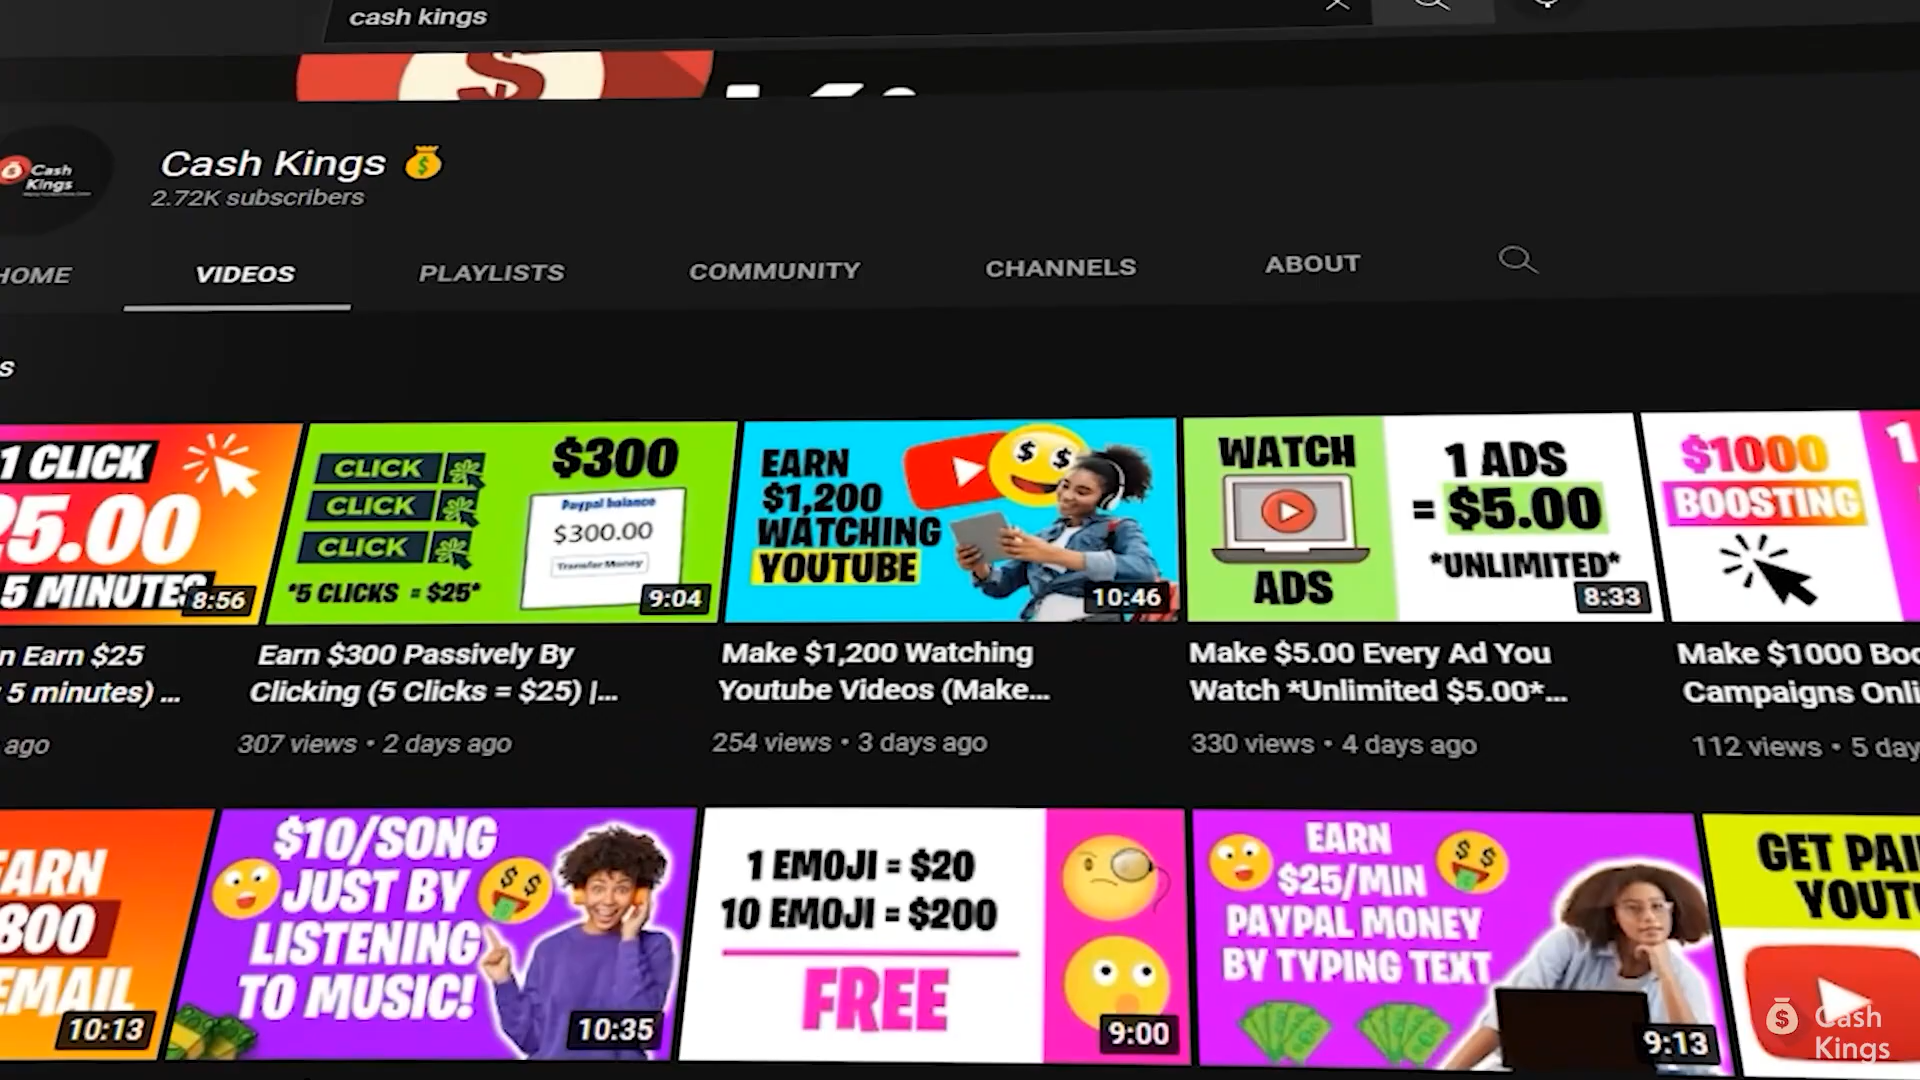 cash kings
Cash
Kings
Cash Kings
2.72K subscribers
HOME
VIDEOS
PLAYLISTS
COMMUNITY
CHANNELS
ABOUT
s
1 CLICK
25.00
5 MINUTES
8:56
CLICK
CLICK
CLICK
*5 CLICKS = $25*
$300
Paypal balance
$300.00
Transfer Money
9:04
EARN
$1,200
WATCHING
YOUTUBE
10:46
WATCH
ADS
1 ADS
= $5.00
*UNLIMITED*
8:33
$1000
BOOSTING
1
n Earn $25
5 minutes) ...
ago
Earn $300 Passively By
Clicking (5 Clicks = $25) |...
307 views • 2 days ago
Make $1,200 Watching
Youtube Videos (Make...
254 views • 3 days ago
Make $5.00 Every Ad You
Watch *Unlimited $5.00*...
330 views • 4 days ago
Make $1000 Boo
Campaigns Onli
112 views • 5 day
EARN
800
EMAIL
10:13
$10/SONG
JUST BY
LISTENING
TO MUSIC!
10:35
1 EMOJI = $20
10 EMOJI = $200
FREE
9:00
EARN
$25/MIN
PAYPAL MONEY
BY TYPING TEXT
9:13
GET PAI
YOUT
Cash
Kings